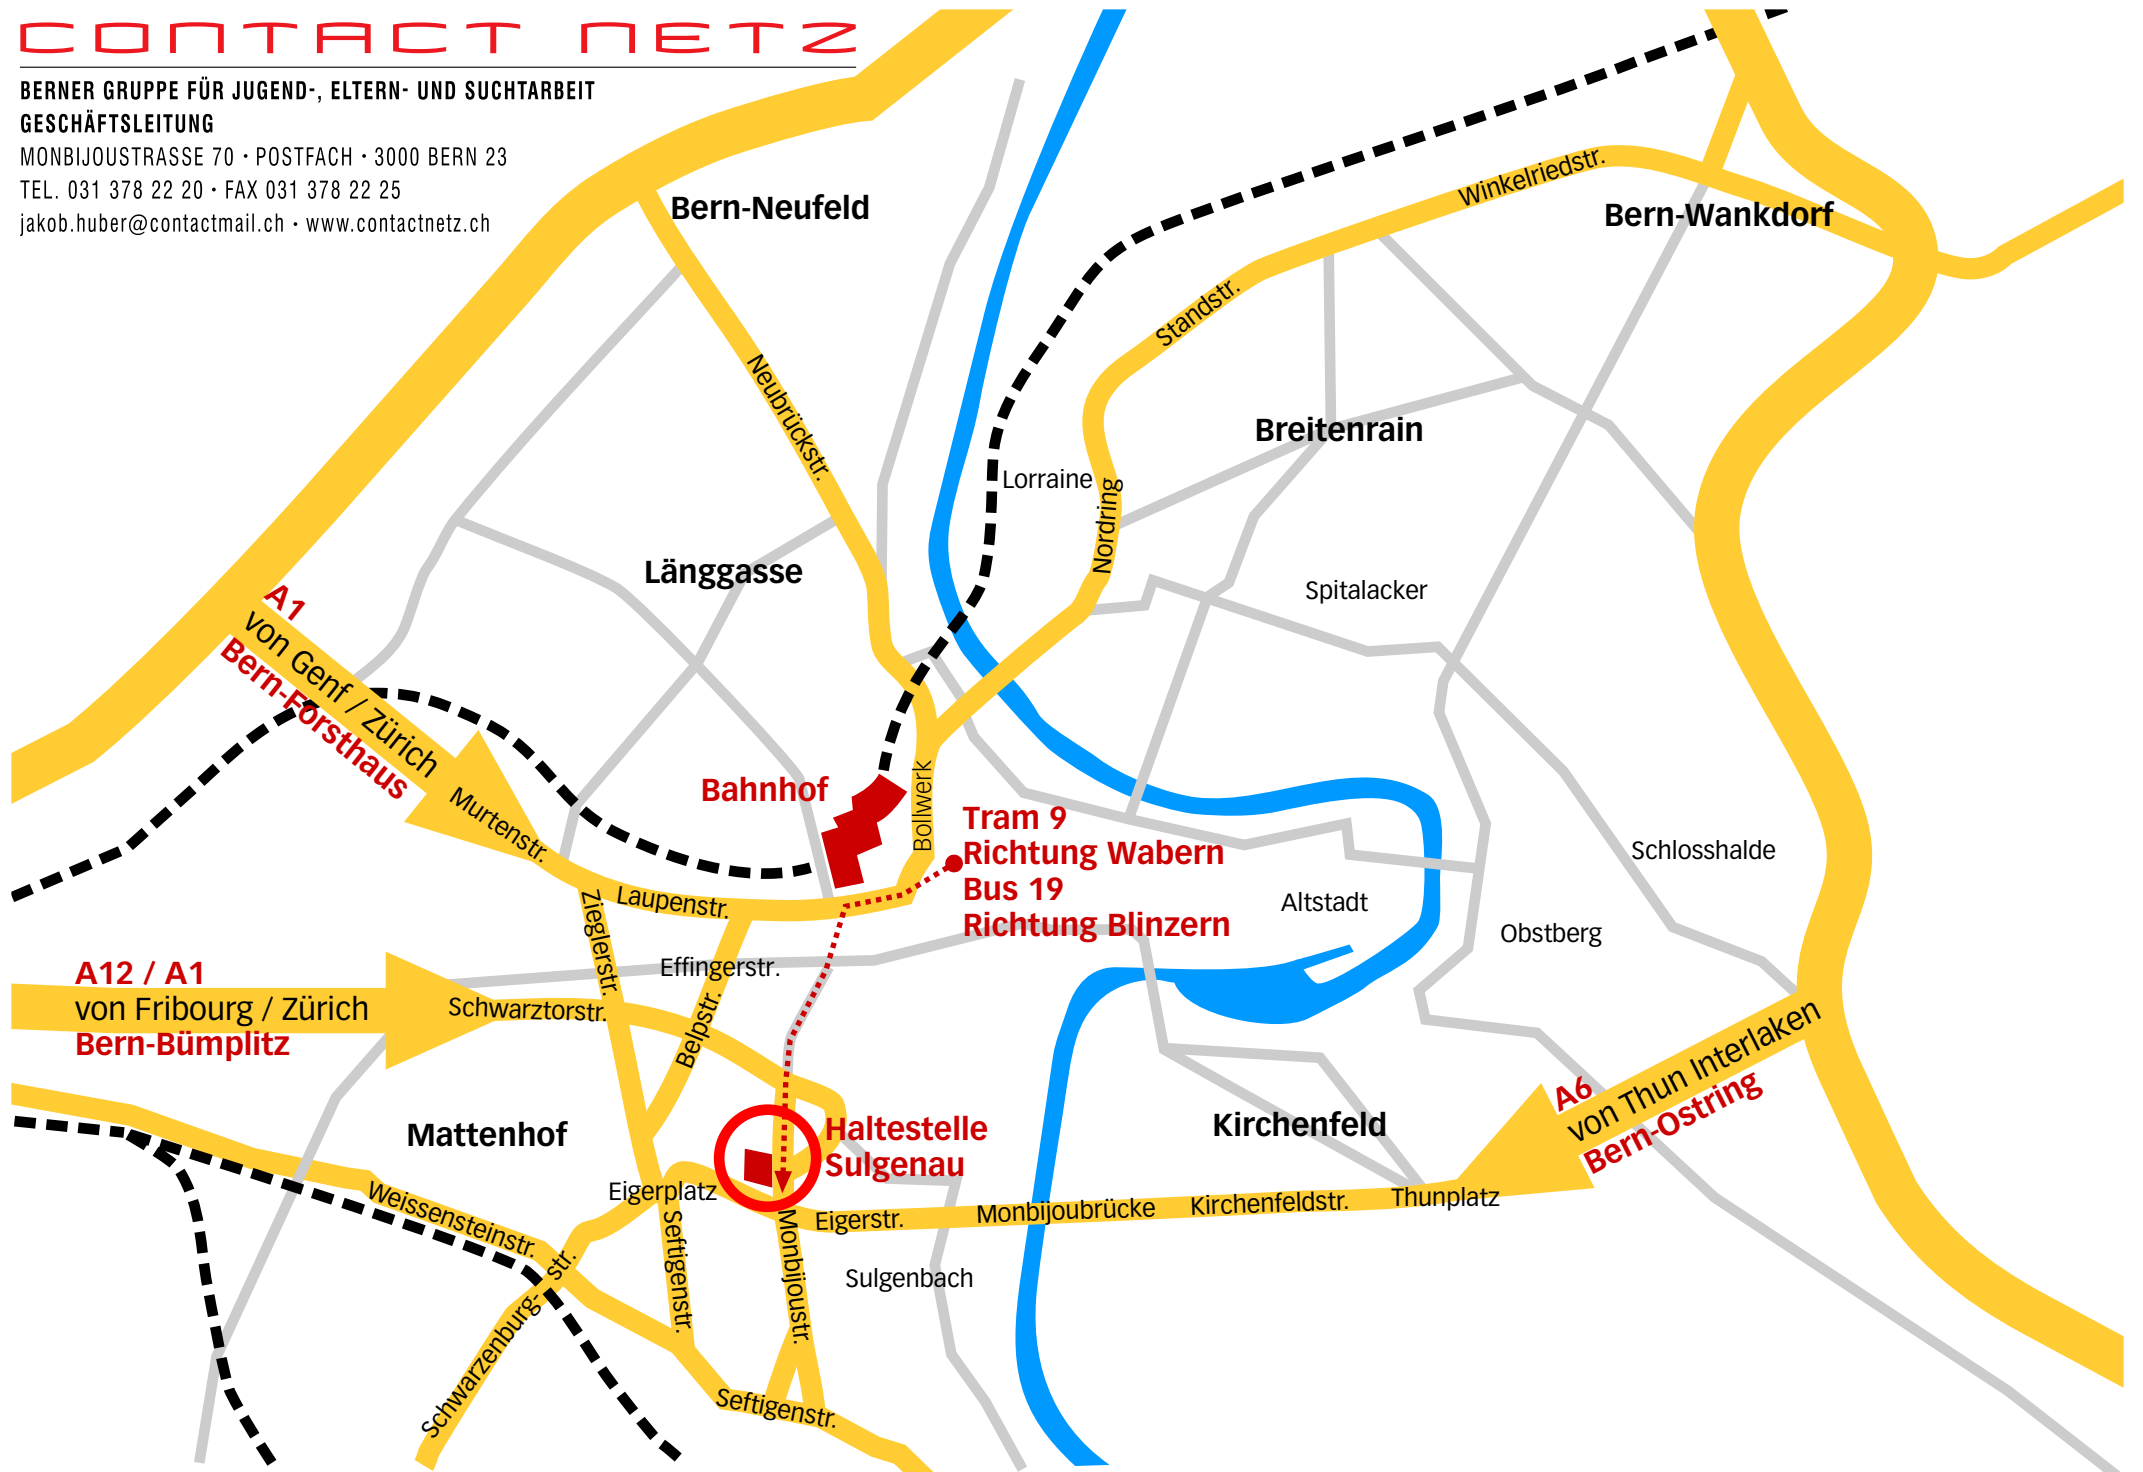 CONTACT NETZ
BERNER GRUPPE FÜR JUGEND-, ELTERN- UND SUCHTARBEIT
GESCHÄFTSLEITUNG
MONBIJOUSTRASSE 70 • POSTFACH • 3000 BERN 23
TEL. 031 378 22 20 • FAX 031 378 22 25
jakob.huber@contactmail.ch • www.contactnetz.ch
Bern-Neufeld
Winkelriedstr.
Bern-Wankdorf
Standstr.
Neubrückstr.
Breitenrain
Lorraine
Nordring
Länggasse
Spitalacker
A1
von Genf / Zürich
Bern-Forsthaus
Murtenstr.
Bahnhof
Bollwerk
Tram 9
Richtung Wabern
Bus 19
Richtung Blinzern
Schlosshalde
Altstadt
Obstberg
Laupenstr.
Zieglerstr.
Effingerstr.
A12 / A1
von Fribourg / Zürich
Bern-Bümplitz
Schwarztorstr.
Belpstr.
A6
von Thun Interlaken
Bern-Ostring
Mattenhof
Haltestelle
Sulgenau
Kirchenfeld
Eigerplatz
Weissensteinstr.
Eigerstr.
Monbijoubrücke
Kirchenfeldstr.
Thunplatz
Seftigenstr.
Monbijoustr.
Sulgenbach
Schwarzenburg-
str.
Seftigenstr.